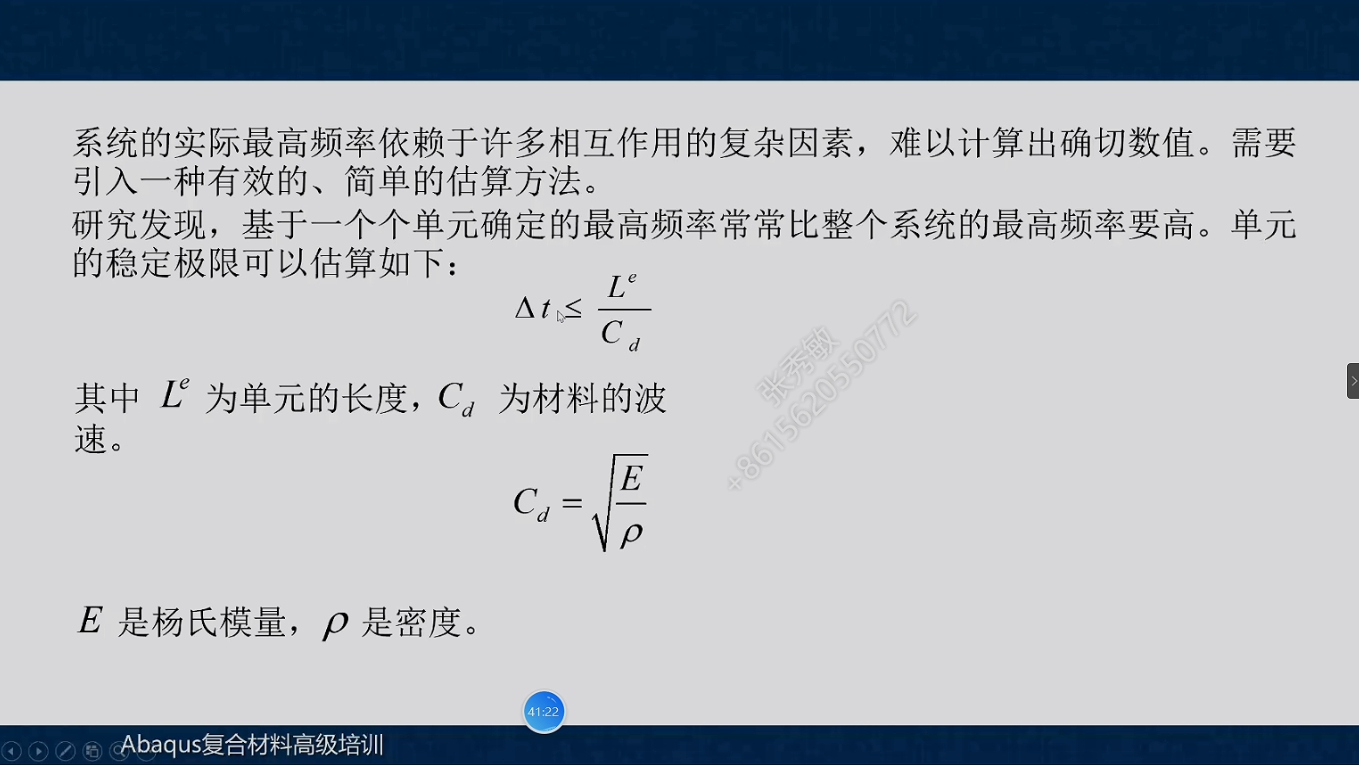 系统的实际最高频率依赖于许多相互作用的复杂因素，难以计算出确切数值。需要
引入一种有效的、简单的估算方法。
研究发现，基于一个个单元确定的最高频率常常比整个系统的最高频率要高。单元
的稳定极限可以估算如下：
Δt ≤ L^e / C_d
其中 L^e 为单元的长度，C_d 为材料的波
速。
C_d = √(E/ρ)
E 是杨氏模量，ρ 是密度。
张秀敏
+8615620550772
41:22
Abaqus复合材料高级培训